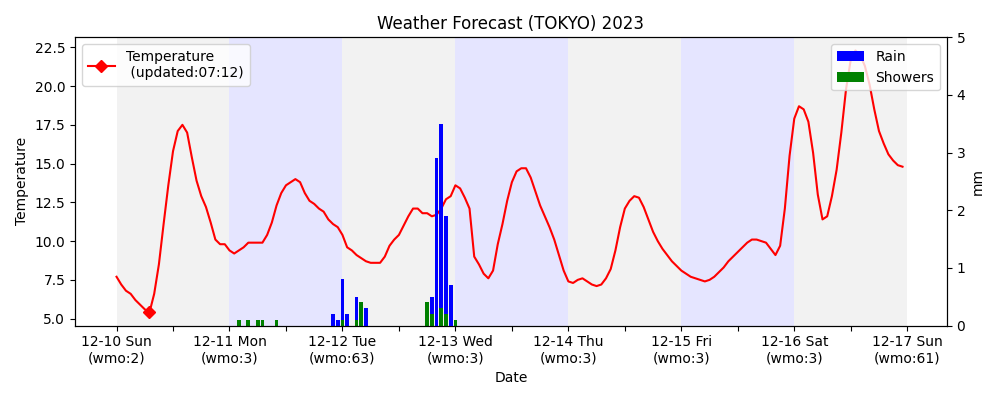 Weather Forecast (TOKYO) 2023
Temperature
(updated:07:12)
Rain
Showers
Temperature
22.5
20.0
17.5
15.0
12.5
10.0
7.5
5.0
5
4
3
2
1
0
mm
12-10 Sun 12-11 Mon 12-12 Tue 12-13 Wed 12-14 Thu 12-15 Fri 12-16 Sat 12-17 Sun
(wmo:2) (wmo:3) (wmo:63) (wmo:3) (wmo:3) (wmo:3) (wmo:3) (wmo:61)
Date